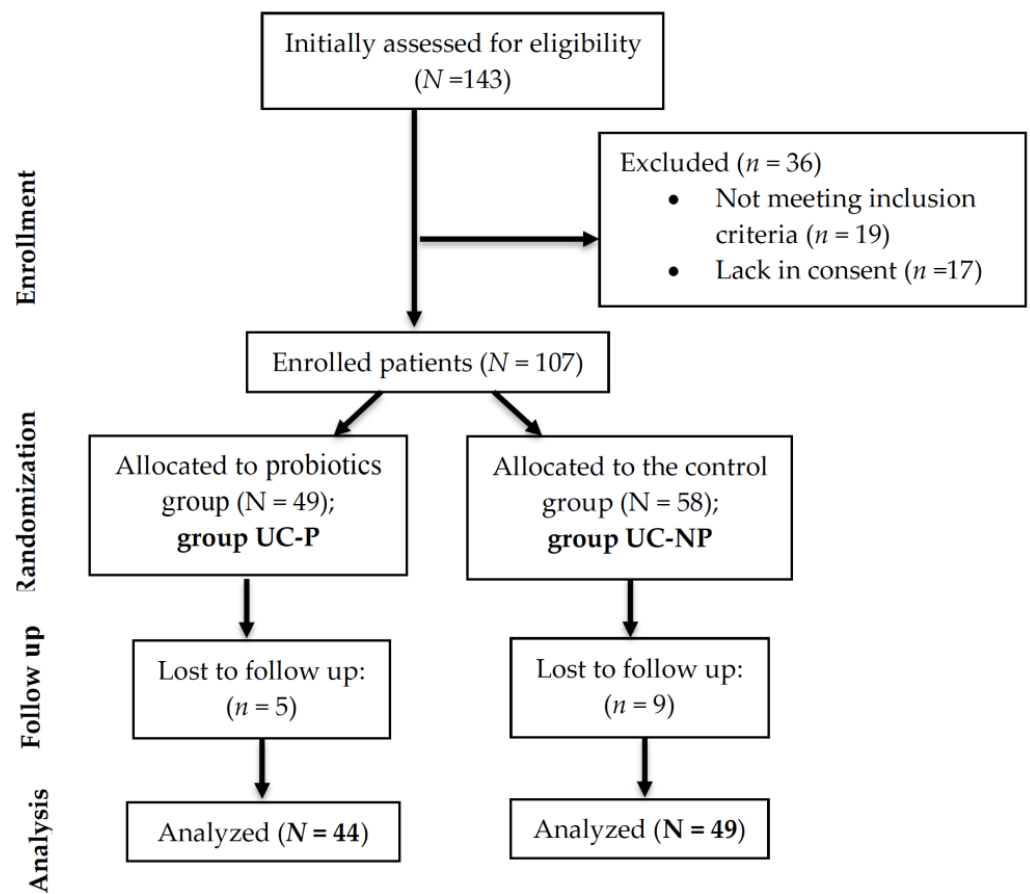 Initially assessed for eligibility
(N =143)
Enrollment
Excluded (n = 36)
• Not meeting inclusion
criteria (n = 19)
• Lack in consent (n =17)
Enrolled patients (N = 107)
Randomization
Allocated to probiotics
group (N = 49);
group UC-P
Allocated to the control
group (N = 58);
group UC-NP
Follow up
Lost to follow up:
(n = 5)
Lost to follow up:
(n = 9)
Analysis
Analyzed (N = 44)
Analyzed (N = 49)